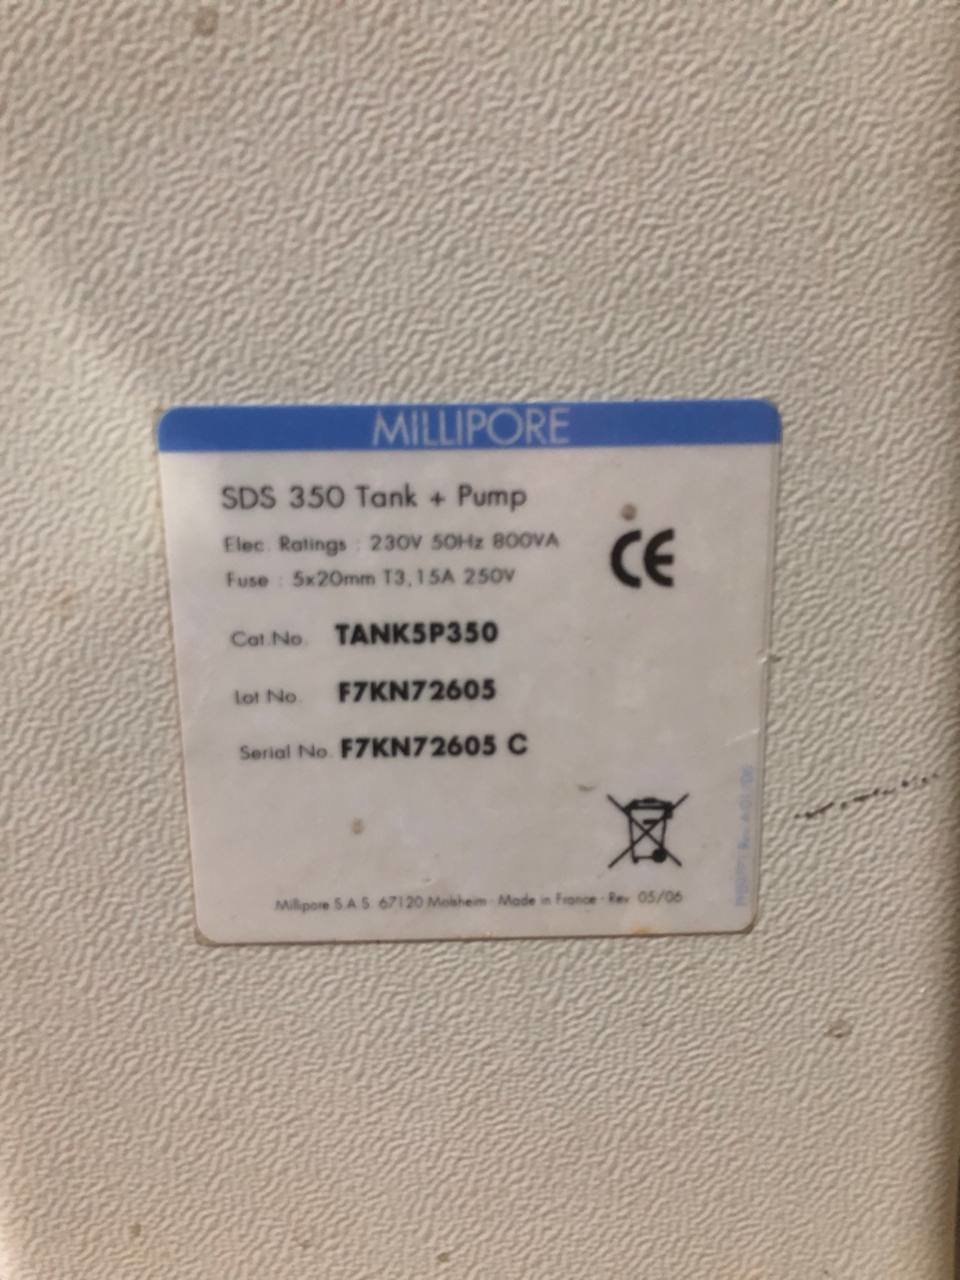 MILLIPORE
SDS 350 Tank + Pump
Elec. Ratings : 230V 50Hz 800VA
Fuse : 5x20mm T3,15A 250V
CE
Cat.No. TANK5P350
Lot No. F7KN72605
Serial No. F7KN72605 C
Millipore S.A.S. 67120 Molsheim - Made in France - Rev. 05/06